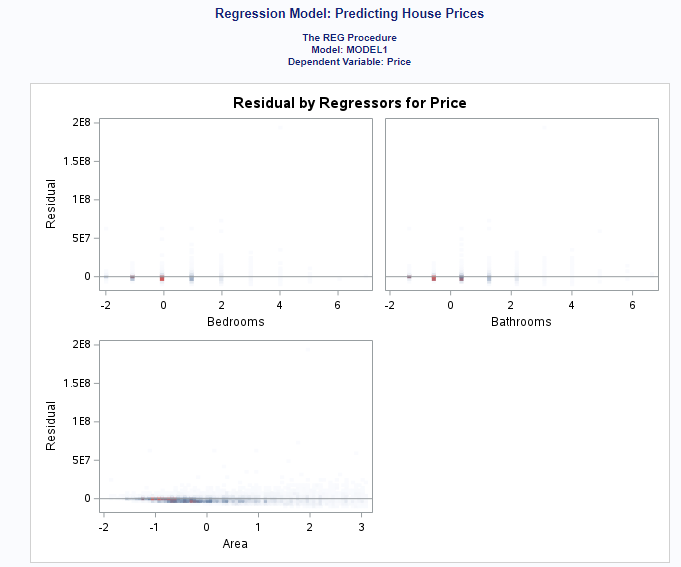 Regression Model: Predicting House Prices
The REG Procedure
Model: MODEL1
Dependent Variable: Price
Residual by Regressors for Price
2E8
1.5E8
1E8
5E7
0
Residual
-2 0 2 4 6
Bedrooms
-2 0 2 4 6
Bathrooms
2E8
1.5E8
1E8
5E7
0
Residual
-2 -1 0 1 2 3
Area